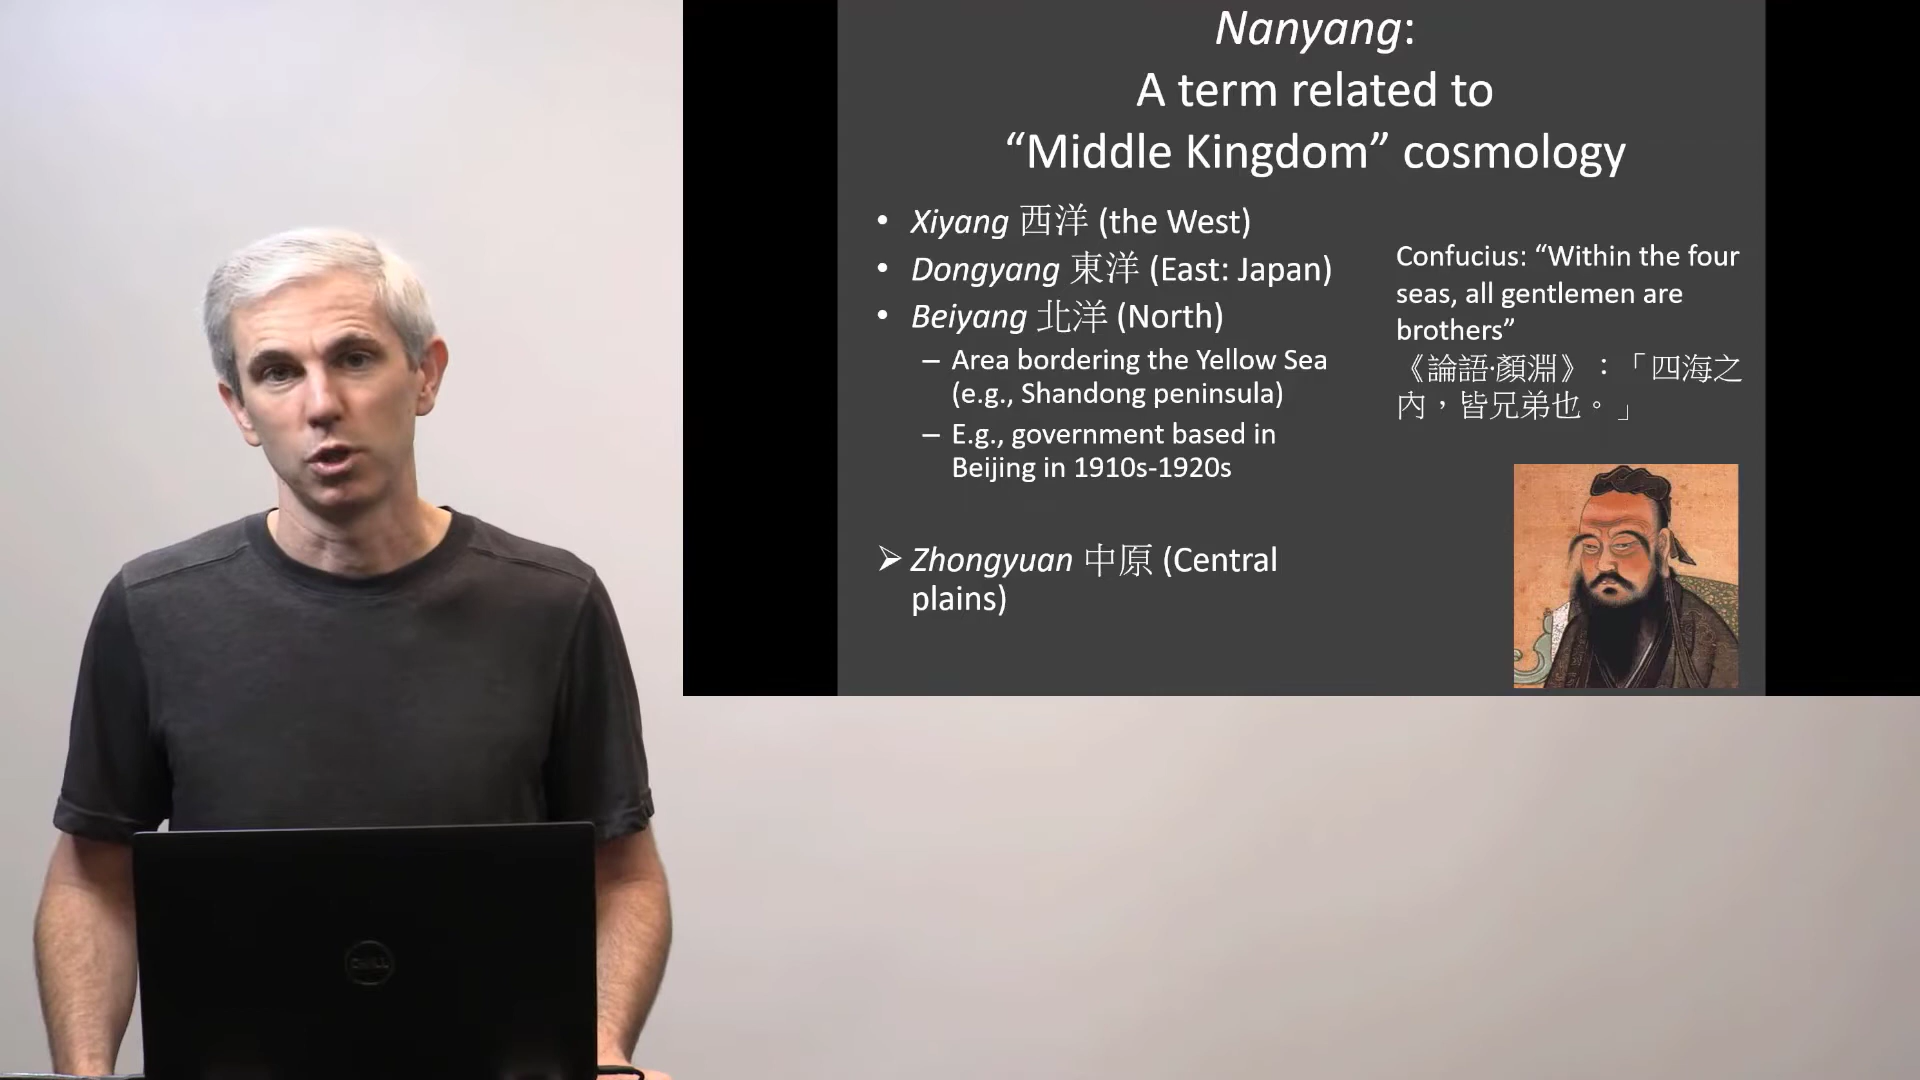 Nanyang:
A term related to
“Middle Kingdom” cosmology
• Xiyang 西洋 (the West)
• Dongyang 東洋 (East: Japan)
• Beiyang 北洋 (North)
– Area bordering the Yellow Sea
(e.g., Shandong peninsula)
– E.g., government based in
Beijing in 1910s-1920s
➢ Zhongyuan 中原 (Central
plains)
Confucius: “Within the four
seas, all gentlemen are
brothers”
《論語·顏淵》：「四海之
內，皆兄弟也。」
DELL